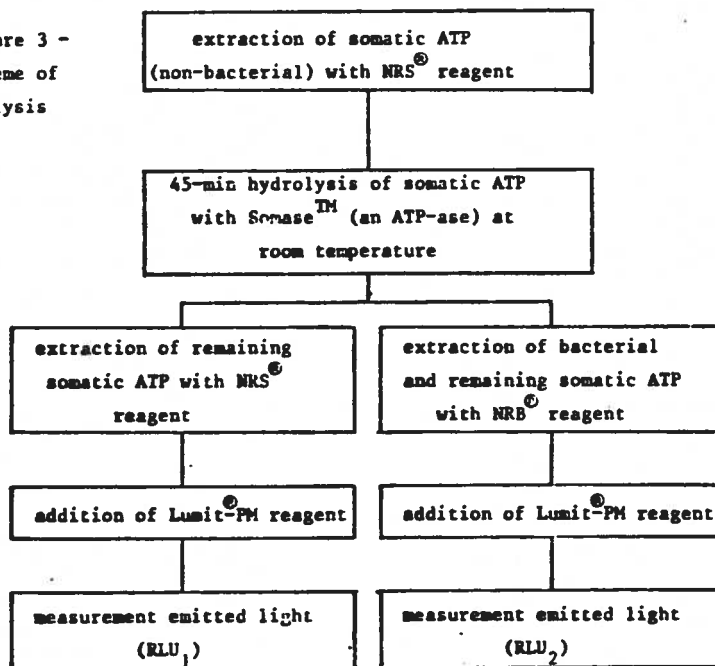 are 3 -
eme of
lysis
extraction of somatic ATP
(non-bacterial) with NRS® reagent
45-min hydrolysis of somatic ATP
with Somase™ (an ATP-ase) at
room temperature
extraction of remaining
somatic ATP with NRS®
reagent
extraction of bacterial
and remaining somatic ATP
with NRB® reagent
addition of Lumit®-PM reagent
addition of Lumit®-PM reagent
measurement emitted light
(RLU₁)
measurement emitted light
(RLU₂)